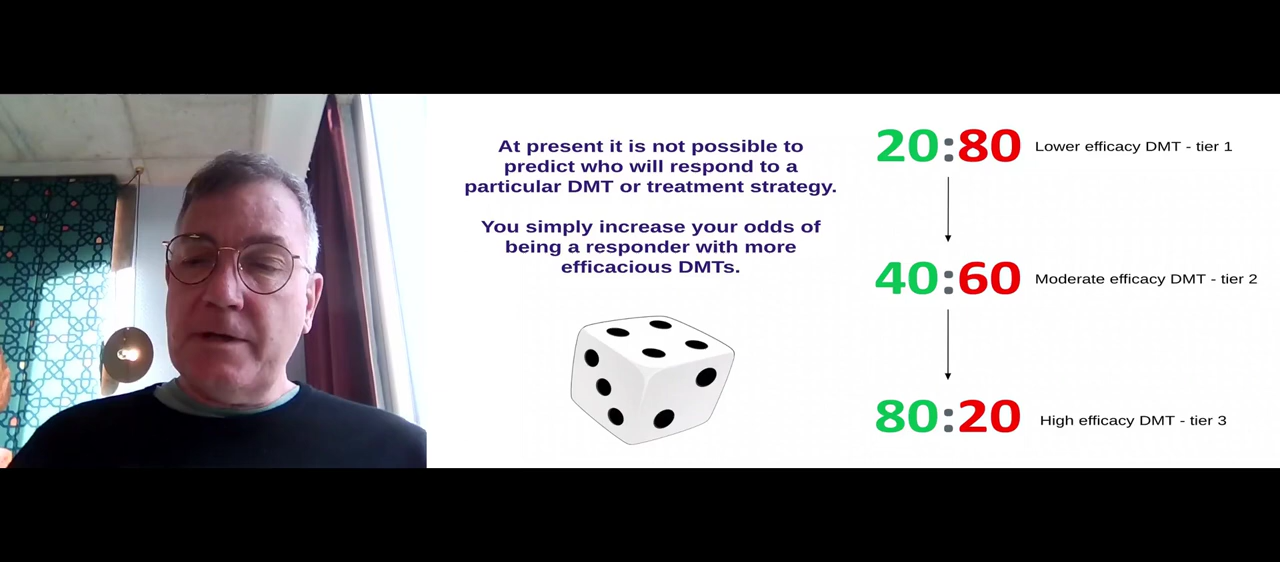 At present it is not possible to
predict who will respond to a
particular DMT or treatment strategy.
You simply increase your odds of
being a responder with more
efficacious DMTs.
20:80 Lower efficacy DMT - tier 1
40:60 Moderate efficacy DMT - tier 2
80:20 High efficacy DMT - tier 3